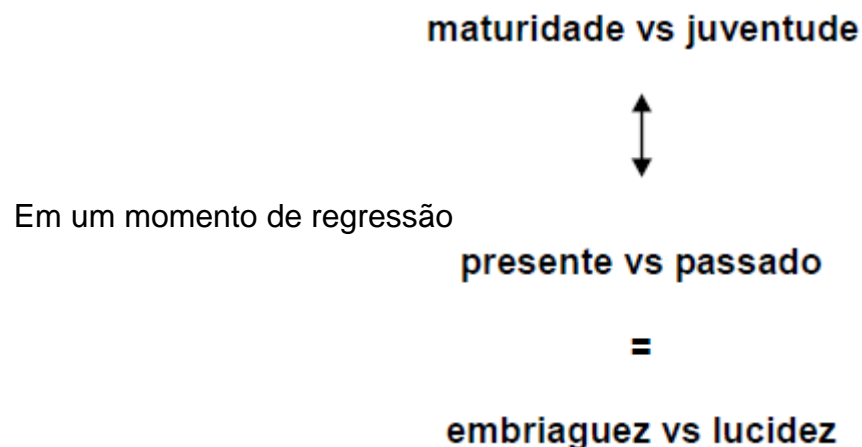 maturidade vs juventude
Em um momento de regressão
presente vs passado
=
embriaguez vs lucidez